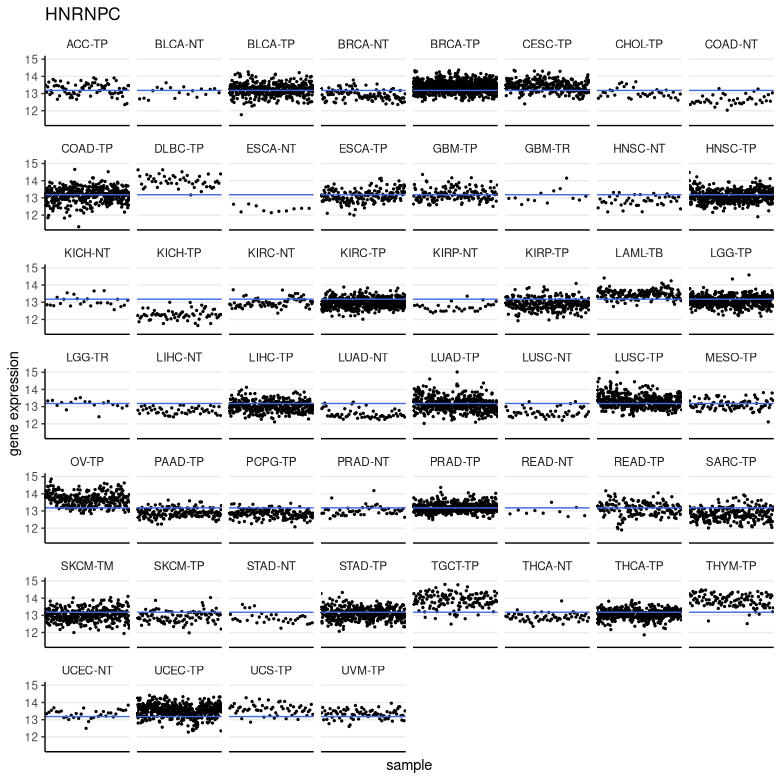 HNRNPC
ACC-TP BLCA-NT BLCA-TP BRCA-NT BRCA-TP CESC-TP CHOL-TP COAD-NT
15
14
13
12
COAD-TP DLBC-TP ESCA-NT ESCA-TP GBM-TP GBM-TR HNSC-NT HNSC-TP
15
14
13
12
KICH-NT KICH-TP KIRC-NT KIRC-TP KIRP-NT KIRP-TP LAML-TB LGG-TP
15
14
13
12
LGG-TR LIHC-NT LIHC-TP LUAD-NT LUAD-TP LUSC-NT LUSC-TP MESO-TP
15
14
13
12
OV-TP PAAD-TP PCPG-TP PRAD-NT PRAD-TP READ-NT READ-TP SARC-TP
15
14
13
12
SKCM-TM SKCM-TP STAD-NT STAD-TP TGCT-TP THCA-NT THCA-TP THYM-TP
15
14
13
12
UCEC-NT UCEC-TP UCS-TP UVM-TP
15
14
13
12
gene expression
sample